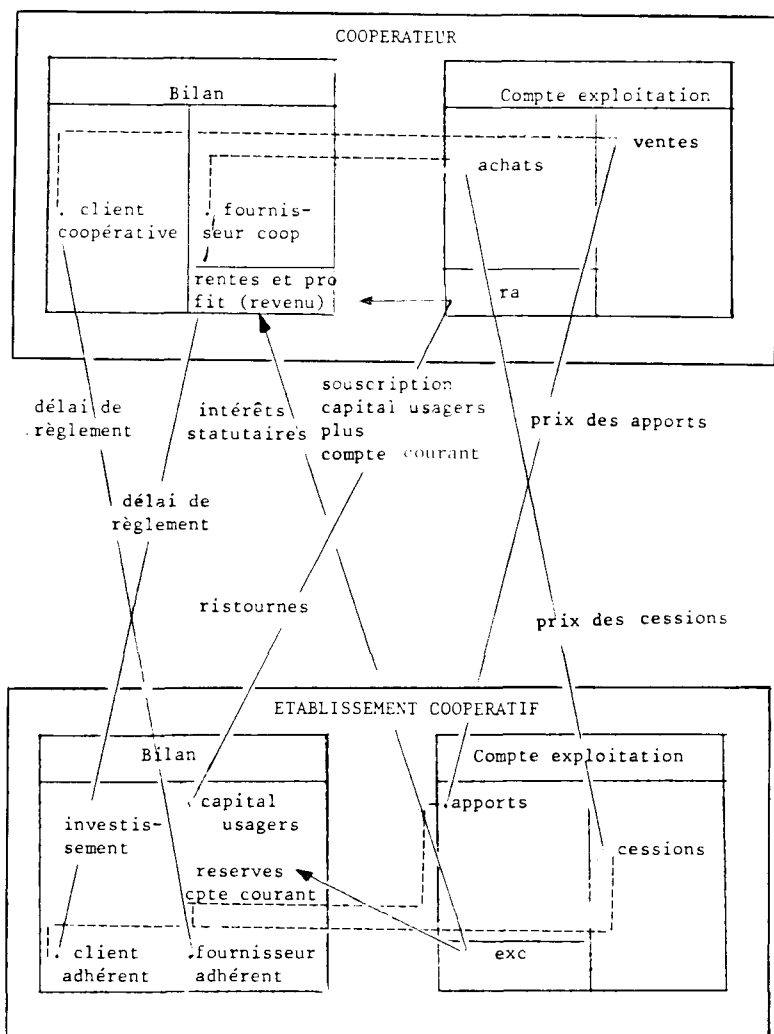 COOPERATEUR
Bilan
Compte exploitation
ventes
achats
. client
coopérative
. fournis-
seur coop
rentes et pro
fit (revenu)
ra
souscription
capital usagers
plus
compte courant
délai de
règlement
intérêts
statutaires
prix des apports
délai de
règlement
ristournes
prix des cessions
ETABLISSEMENT COOPERATIF
Bilan
Compte exploitation
capital
usagers
apports
investis-
sement
cessions
reserves
cpte courant
. client
adhérent
.fournisseur
adhérent
exc